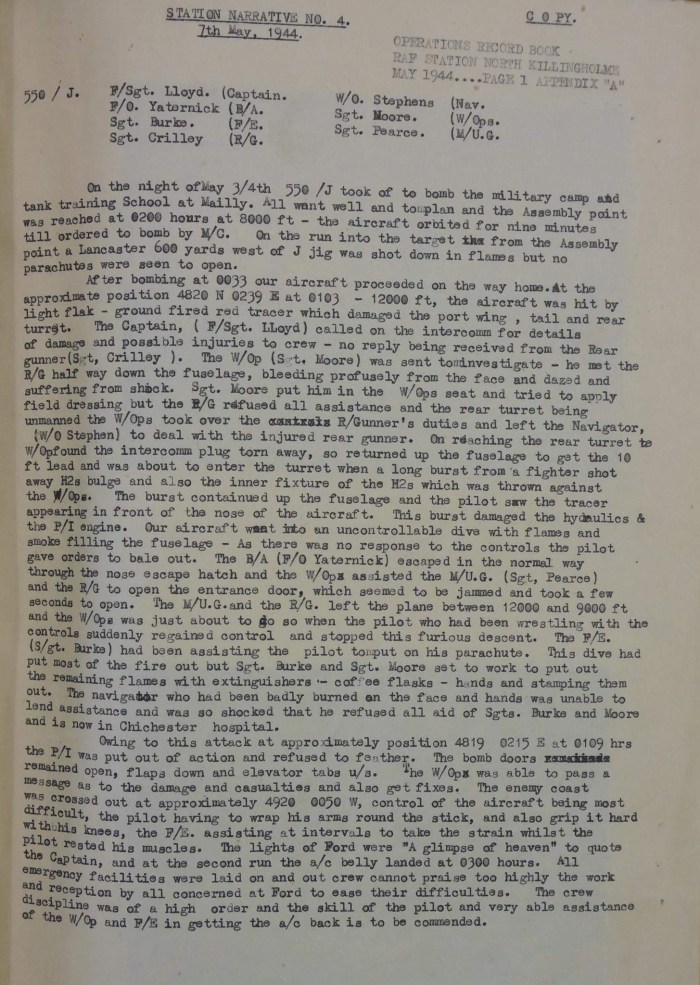 STATION NARRATIVE NO. 4.
C O P Y.
7th May, 1944.
OPERATIONS RECORD BOOK
RAF STATION NORTH KILLINGHOLME
MAY 1944....PAGE 1 APPENDIX "A"
550 / J. F/Sgt. Lloyd. (Captain. W/O. Stephens (Nav.
F/O. Yaternick (B/A. Sgt. Moore. (W/Ops.
Sgt. Burke. (F/E. Sgt. Pearce. (M/U.G.
Sgt. Crilley (R/G.
On the night ofMay 3/4th 550 /J took of to bomb the military camp and
tank training School at Mailly. All want well and tomplan and the Assembly point
was reached at 0200 hours at 8000 ft - the aircraft orbited for nine minutes
till ordered to bomb by M/C. On the run into the target from the Assembly
point a Lancaster 600 yards west of J jig was shot down in flames but no
parachutes were seen to open.
After bombing at 0033 our aircraft proceeded on the way home. At the
approximate position 4820 N 0239 E at 0103 - 12000 ft, the aircraft was hit by
light flak - ground fired red tracer which damaged the port wing , tail and rear
turret. The Captain, ( F/Sgt. LLoyd) called on the intercomm for details
of damage and possible injuries to crew - no reply being received from the Rear
gunner(Sgt, Crilley ). The W/Op (Sgt. Moore) was sent tominvestigate - he met the
R/G half way down the fuselage, bleeding profusely from the face and dazed and
suffering from shock. Sgt. Moore put him in the W/Ops seat and tried to apply
field dressing but the R/G refused all assistance and the rear turret being
unmanned the W/Ops took over the R/Gunner's duties and left the Navigator,
(W/O Stephen) to deal with the injured rear gunner. On reaching the rear turret te
W/Opfound the intercomm plug torn away, so returned up the fuselage to get the 10
ft lead and was about to enter the turret when a long burst from a fighter shot
away H2s bulge and also the inner fixture of the H2s which was thrown against
the W/Ops. The burst containued up the fuselage and the pilot saw the tracer
appearing in front of the nose of the aircraft. This burst damaged the hydaulics &
the P/I engine. Our aircraft went into an uncontrollable dive with flames and
smoke filling the fuselage - As there was no response to the controls the pilot
gave orders to bale out. The B/A (F/O Yaternick) escaped in the normal way
through the nose escape hatch and the W/Ops assisted the M/U.G. (Sgt, Pearce)
and the R/G to open the entrance door, which seemed to be jammed and took a few
seconds to open. The M/U.G.and the R/G. left the plane between 12000 and 9000 ft
and the W/Ops was just about to go so when the pilot who had been wrestling with the
controls suddenly regained control and stopped this furious descent. The F/E.
(S/gt. Burke) had been assisting the pilot tomput on his parachute. This dive had
put most of the fire out but Sgt. Burke and Sgt. Moore set to work to put out
the remaining flames with extinguishers - coffee flasks - hands and stamping them
out. The navigator who had been badly burned on the face and hands was unable to
lend assistance and was so shocked that he refused all aid of Sgts. Burke and Moore
and is now in Chichester hospital.
Owing to this attack at approximately position 4819 0215 E at 0109 hrs
the P/I was put out of action and refused to feather. The bomb doors
remained open, flaps down and elevator tabs u/s. The W/Ops was able to pass a
message as to the damage and casualties and also get fixes. The enemy coast
was crossed out at approximately 4920 0050 W, control of the aircraft being most
difficult, the pilot having to wrap his arms round the stick, and also grip it hard
withuhis knees, the F/E. assisting at intervals to take the strain whilst the
pilot rested his muscles. The lights of Ford were "A glimpse of heaven" to quote
the Captain, and at the second run the a/c belly landed at 0300 hours. All
emergency facilities were laid on and out crew cannot praise too highly the work
and reception by all concerned at Ford to ease their difficulties. The crew
discipline was of a high order and the skill of the pilot and very able assistance
of the W/Op and F/E in getting the a/c back is to be commended.